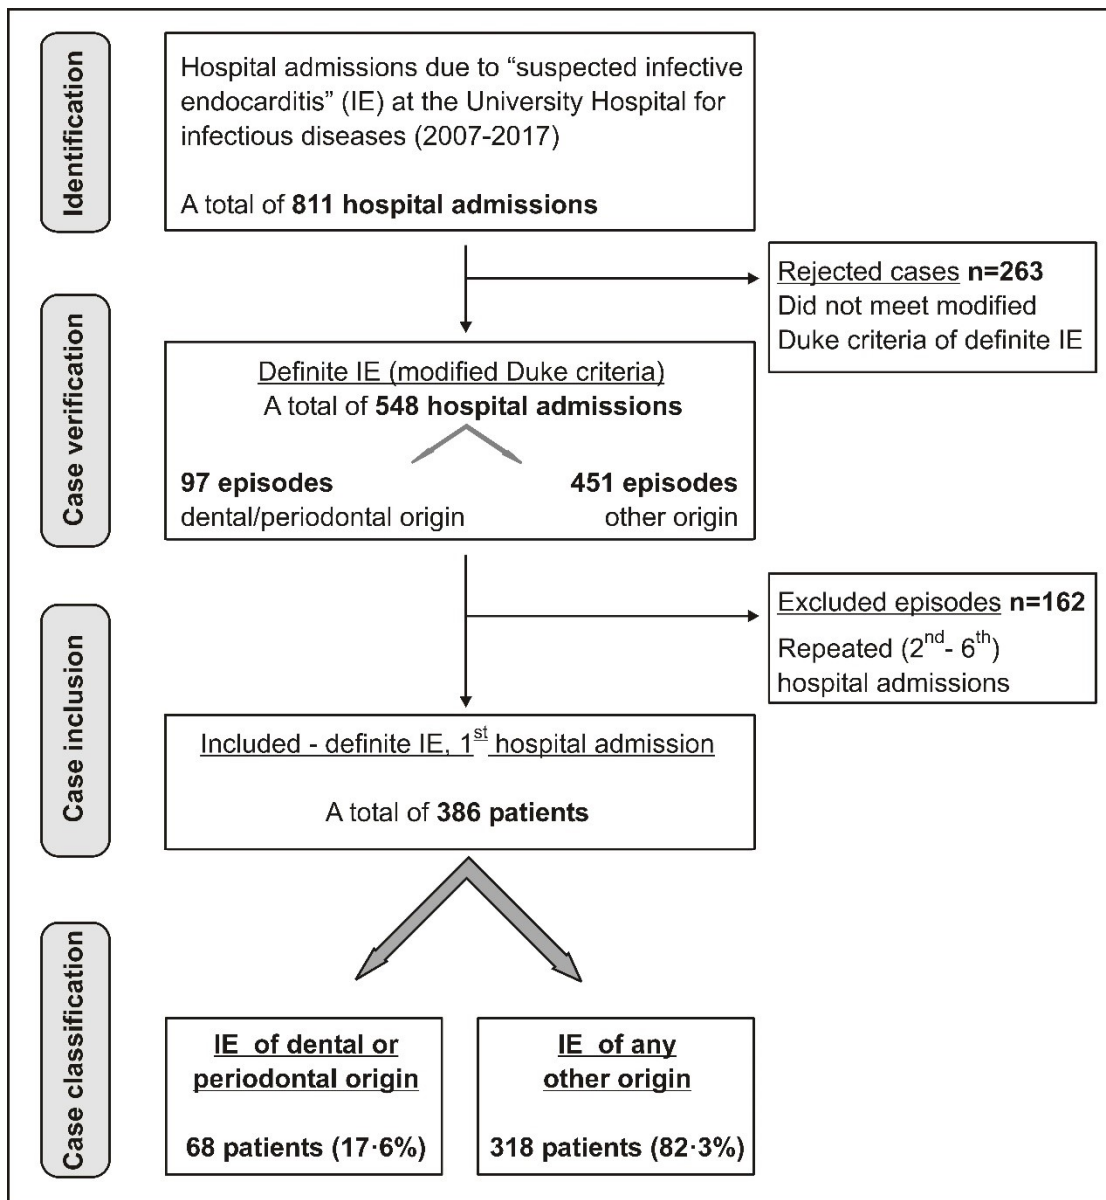 Identification
Hospital admissions due to “suspected infective
endocarditis” (IE) at the University Hospital for
infectious diseases (2007-2017)
A total of 811 hospital admissions
Rejected cases n=263
Did not meet modified
Duke criteria of definite IE
Case verification
Definite IE (modified Duke criteria)
A total of 548 hospital admissions
97 episodes
dental/periodontal origin
451 episodes
other origin
Excluded episodes n=162
Repeated (2nd- 6th)
hospital admissions
Case inclusion
Included - definite IE, 1st hospital admission
A total of 386 patients
Case classification
IE of dental or
periodontal origin
68 patients (17·6%)
IE of any
other origin
318 patients (82·3%)